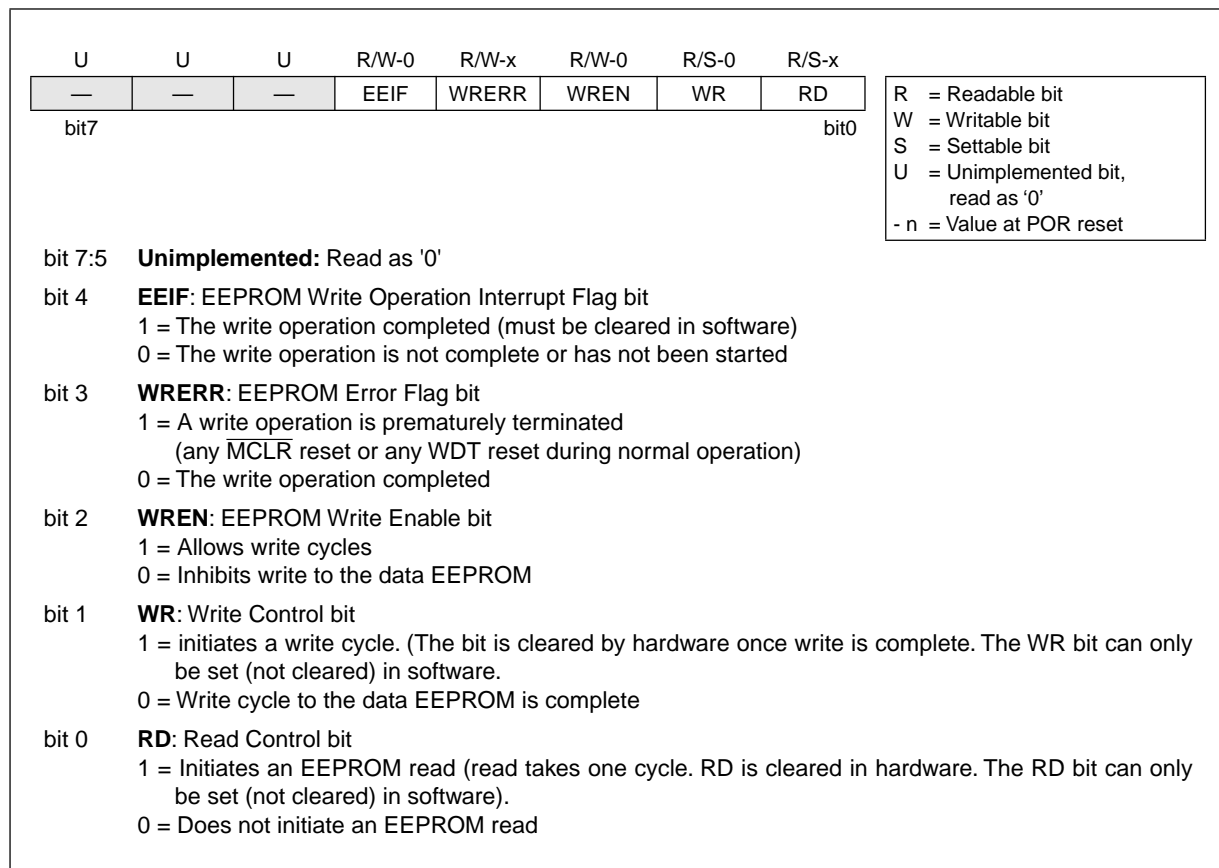 U U U R/W-0 R/W-x R/W-0 R/S-0 R/S-x
— — — EEIF WRERR WREN WR RD
bit7 bit0
R = Readable bit
W = Writable bit
S = Settable bit
U = Unimplemented bit,
read as ‘0’
- n = Value at POR reset
bit 7:5 Unimplemented: Read as '0'
bit 4 EEIF: EEPROM Write Operation Interrupt Flag bit
1 = The write operation completed (must be cleared in software)
0 = The write operation is not complete or has not been started
bit 3 WRERR: EEPROM Error Flag bit
1 = A write operation is prematurely terminated
(any M̅C̅L̅R̅ reset or any WDT reset during normal operation)
0 = The write operation completed
bit 2 WREN: EEPROM Write Enable bit
1 = Allows write cycles
0 = Inhibits write to the data EEPROM
bit 1 WR: Write Control bit
1 = initiates a write cycle. (The bit is cleared by hardware once write is complete. The WR bit can only
be set (not cleared) in software.
0 = Write cycle to the data EEPROM is complete
bit 0 RD: Read Control bit
1 = Initiates an EEPROM read (read takes one cycle. RD is cleared in hardware. The RD bit can only
be set (not cleared) in software).
0 = Does not initiate an EEPROM read